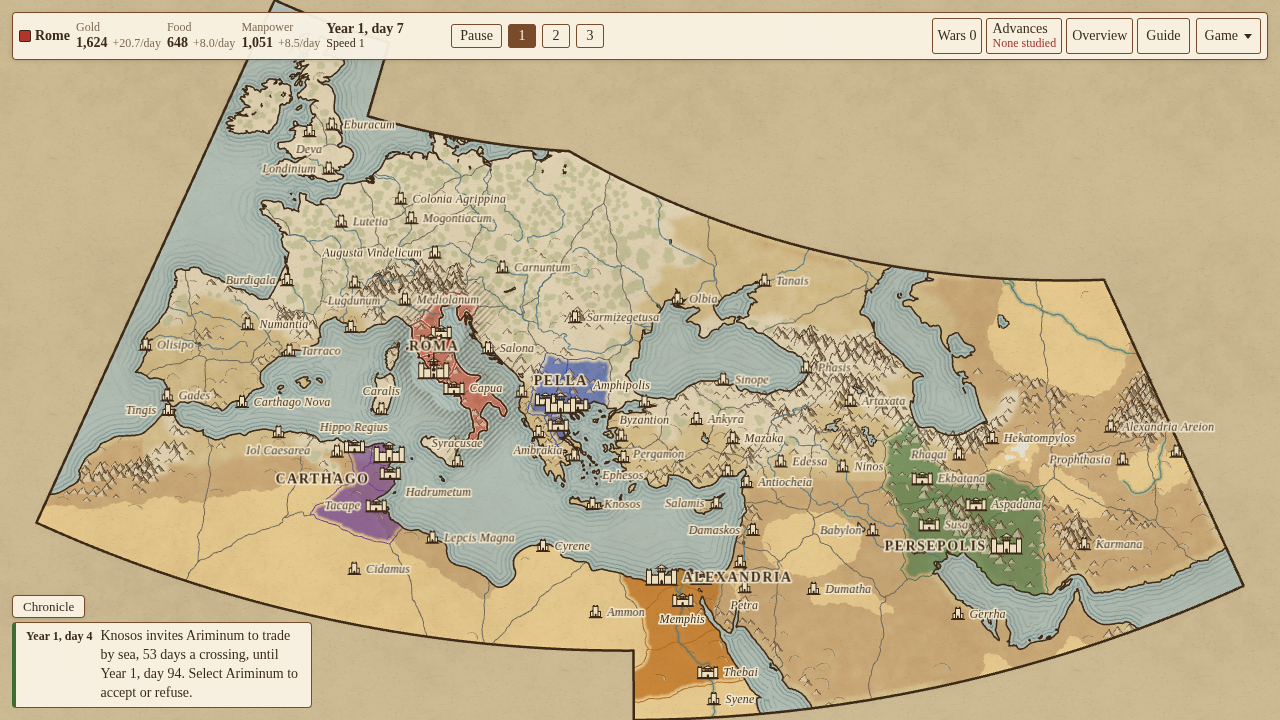 Rome
Gold
1,624 +20.7/day
Food
648 +8.0/day
Manpower
1,051 +8.5/day
Year 1, day 7
Speed 1
Pause
1
2
3
Wars 0
Advances
None studied
Overview
Guide
Game
Eburacum
Deva
Londinium
Colonia Agrippina
Lutetia
Mogontiacum
Augusta Vindelicum
Carnuntum
Burdigala
Lugdunum
Mediolanum
Tanais
Olbia
Sarmizegetusa
Numantia
Olisipo
Tarraco
ROMA
Salona
Phasis
Sinope
PELLA
Amphipolis
Capua
Caralis
Gades
Carthago Nova
Tingis
Artaxata
Byzantion
Ankyra
Hippo Regius
Alexandria Areion
Mazaka
Hekatompylos
Syracusae
Ambrakia
Iol Caesarea
Pergamon
Rhagai
Edessa
Ninos
Prophthasia
CARTHAGO
Ephesos
Ekbatana
Antiocheia
Hadrumetum
Tacape
Knosos
Salamis
Aspadana
Susa
Damaskos
Babylon
Lepcis Magna
Cyrene
PERSEPOLIS
Karmana
Cidamus
ALEXANDRIA
Dumatha
Petra
Ammon
Memphis
Gerrha
Thebai
Syene
Chronicle
Year 1, day 4 Knosos invites Ariminum to trade
by sea, 53 days a crossing, until
Year 1, day 94. Select Ariminum to
accept or refuse.